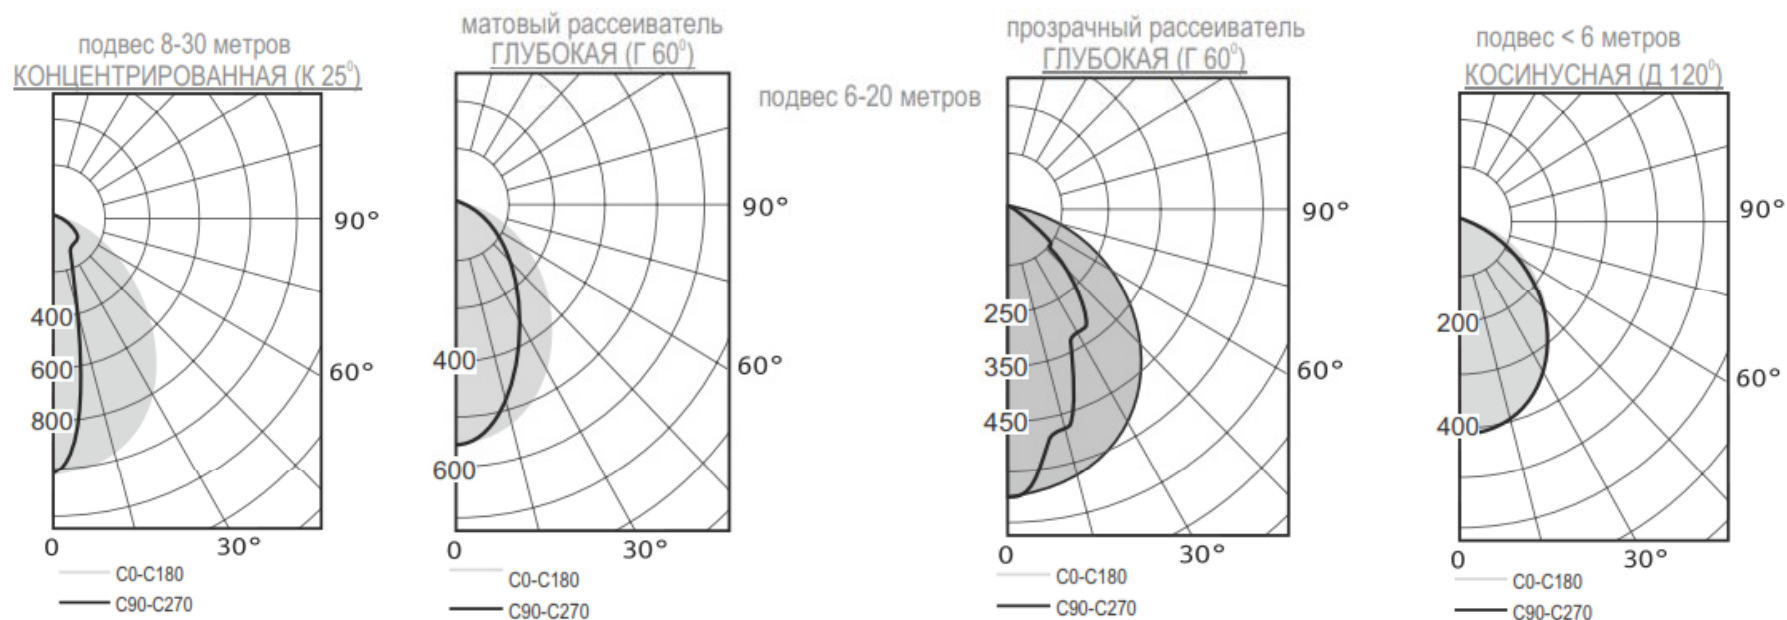 подвес 8-30 метров
КОНЦЕНТРИРОВАННАЯ (К 25⁰)
400
600
800
90°
60°
0
30°
C0-C180
C90-C270
матовый рассеиватель
ГЛУБОКАЯ (Г 60⁰)
400
600
90°
60°
0
30°
C0-C180
C90-C270
подвес 6-20 метров
прозрачный рассеиватель
ГЛУБОКАЯ (Г 60⁰)
250
350
450
90°
60°
0
30°
C0-C180
C90-C270
подвес < 6 метров
КОСИНУСНАЯ (Д 120⁰)
200
400
90°
60°
0
30°
C0-C180
C90-C270